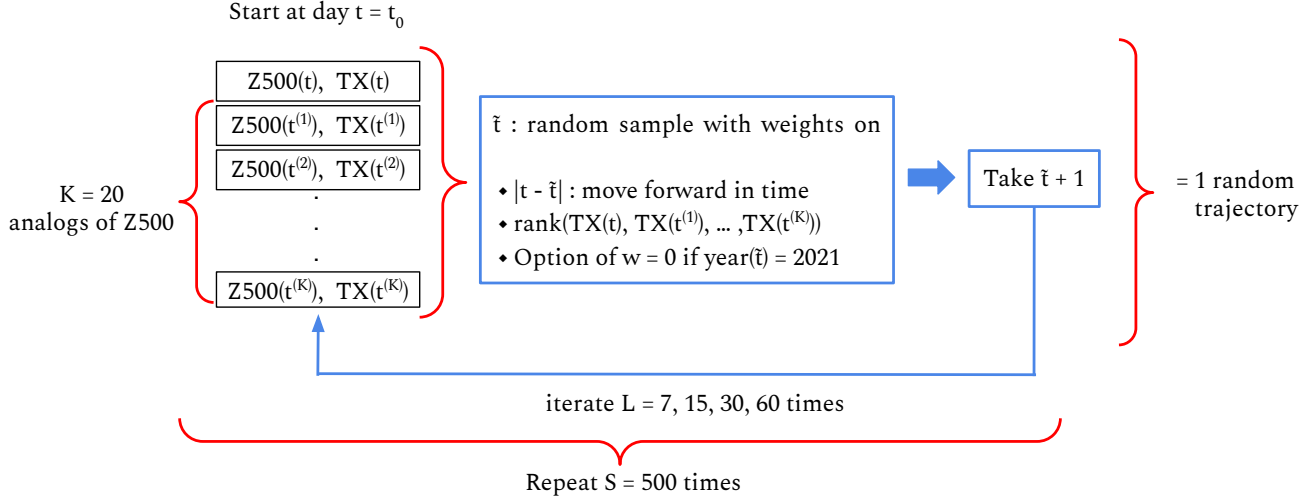 Start at day t = t₀
Z500(t), TX(t)
Z500(t⁽¹⁾), TX(t⁽¹⁾)
Z500(t⁽²⁾), TX(t⁽²⁾)
.
.
.
Z500(t⁽ᴷ⁾), TX(t⁽ᴷ⁾)
K = 20
analogs of Z500
t̃ : random sample with weights on
◆ |t - t̃| : move forward in time
◆ rank(TX(t), TX(t⁽¹⁾), ... ,TX(t⁽ᴷ⁾))
◆ Option of w = 0 if year(t̃) = 2021
Take t̃ + 1
= 1 random
trajectory
iterate L = 7, 15, 30, 60 times
Repeat S = 500 times